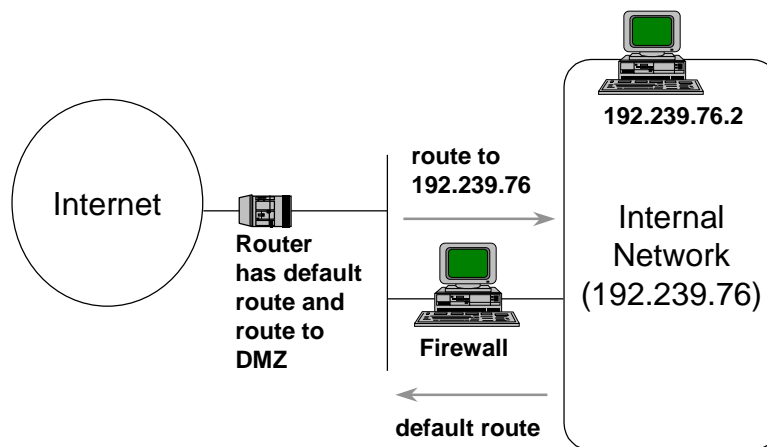 192.239.76.2
route to
192.239.76
Internet
Internal
Network
(192.239.76)
Router
has default
route and
route to
DMZ
Firewall
default route